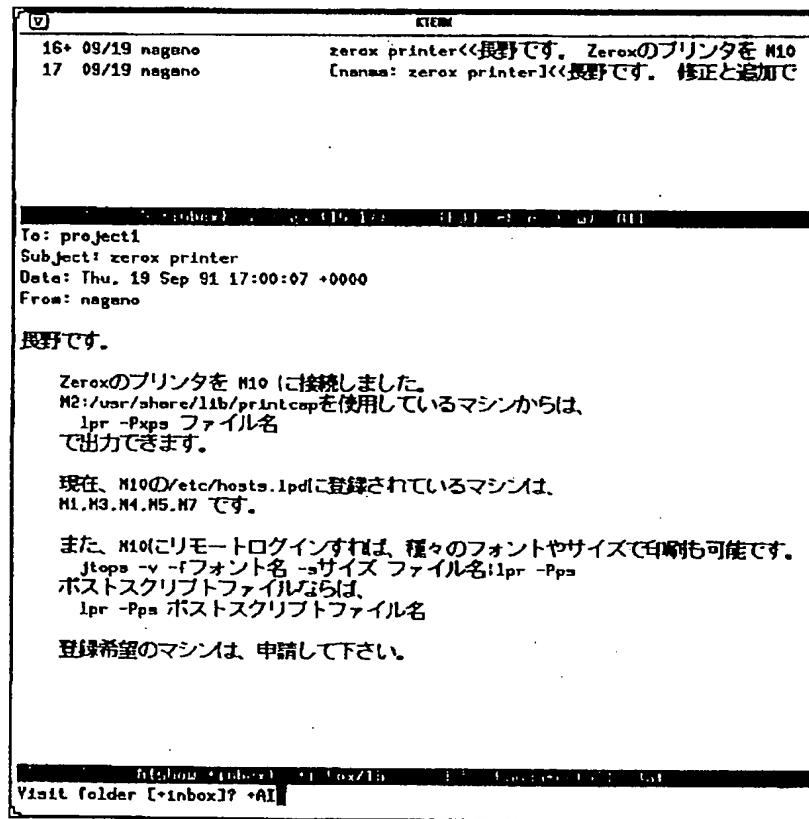 KTERM
16+ 09/19 nagano zerox printer<<長野です。 Zeroxのプリンタを M10
17 09/19 nagano [nanma: zerox printer]<<長野です。 修正と追加で
To: project1
Subject: zerox printer
Date: Thu, 19 Sep 91 17:00:07 +0000
From: nagano
長野です。
Zeroxのプリンタを M10 に接続しました。
M2:/usr/share/lib/printcapを使用しているマシンからは、
lpr -Pxps ファイル名
で出力できます。
現在、M10の/etc/hosts.lpdに登録されているマシンは、
M1,M3,M4,M5,M7 です。
また、M10にリモートログインすれば、種々のフォントやサイズで印刷も可能です。
jtops -v -fフォント名 -sサイズ ファイル名|lpr -Pps
ポストスクリプトファイルならば、
lpr -Pps ポストスクリプトファイル名
登録希望のマシンは、申請して下さい。
Visit folder [+inbox]? +AI